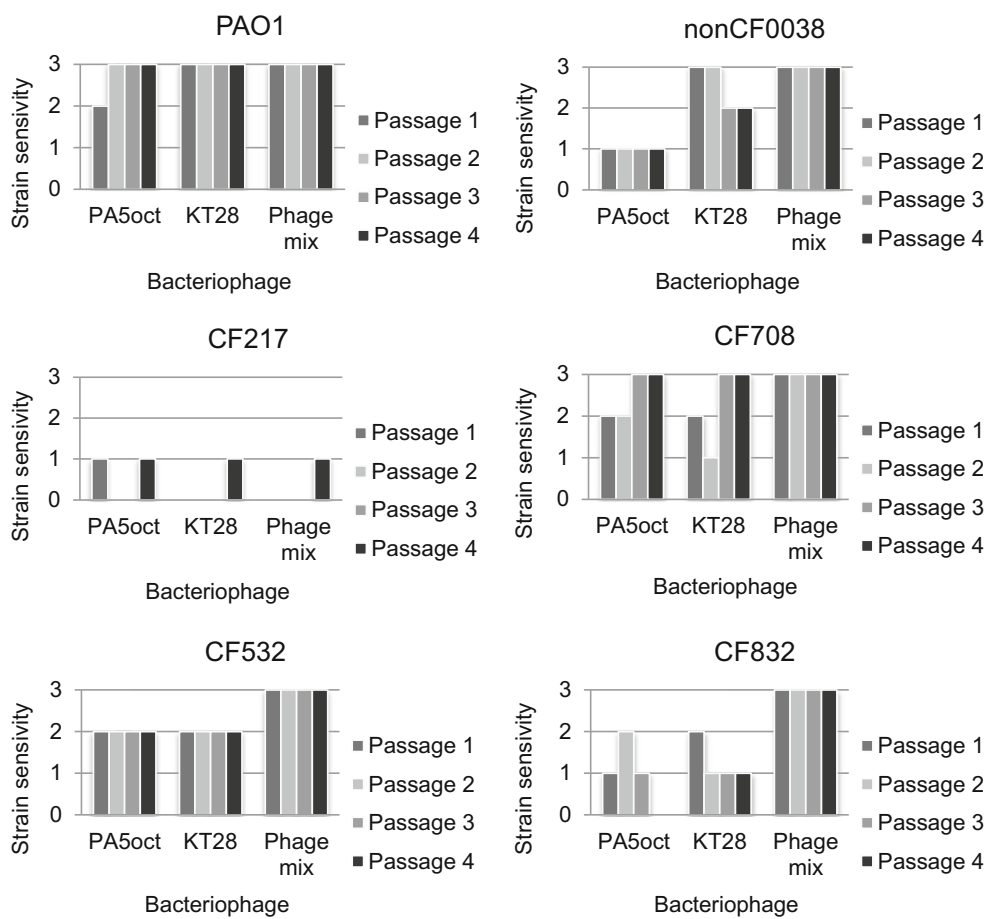 PAO1
Strain sensivity
3
2
1
0
PA5oct KT28 Phage
mix
Bacteriophage
Passage 1
Passage 2
Passage 3
Passage 4
nonCF0038
Strain sensivity
3
2
1
0
PA5oct KT28 Phage
mix
Bacteriophage
Passage 1
Passage 2
Passage 3
Passage 4
CF217
Strain sensivity
3
2
1
0
PA5oct KT28 Phage
mix
Bacteriophage
Passage 1
Passage 2
Passage 3
Passage 4
CF708
Strain sensivity
3
2
1
0
PA5oct KT28 Phage
mix
Bacteriophage
Passage 1
Passage 2
Passage 3
Passage 4
CF532
Strain sensivity
3
2
1
0
PA5oct KT28 Phage
mix
Bacteriophage
Passage 1
Passage 2
Passage 3
Passage 4
CF832
Strain sensivity
3
2
1
0
PA5oct KT28 Phage
mix
Bacteriophage
Passage 1
Passage 2
Passage 3
Passage 4